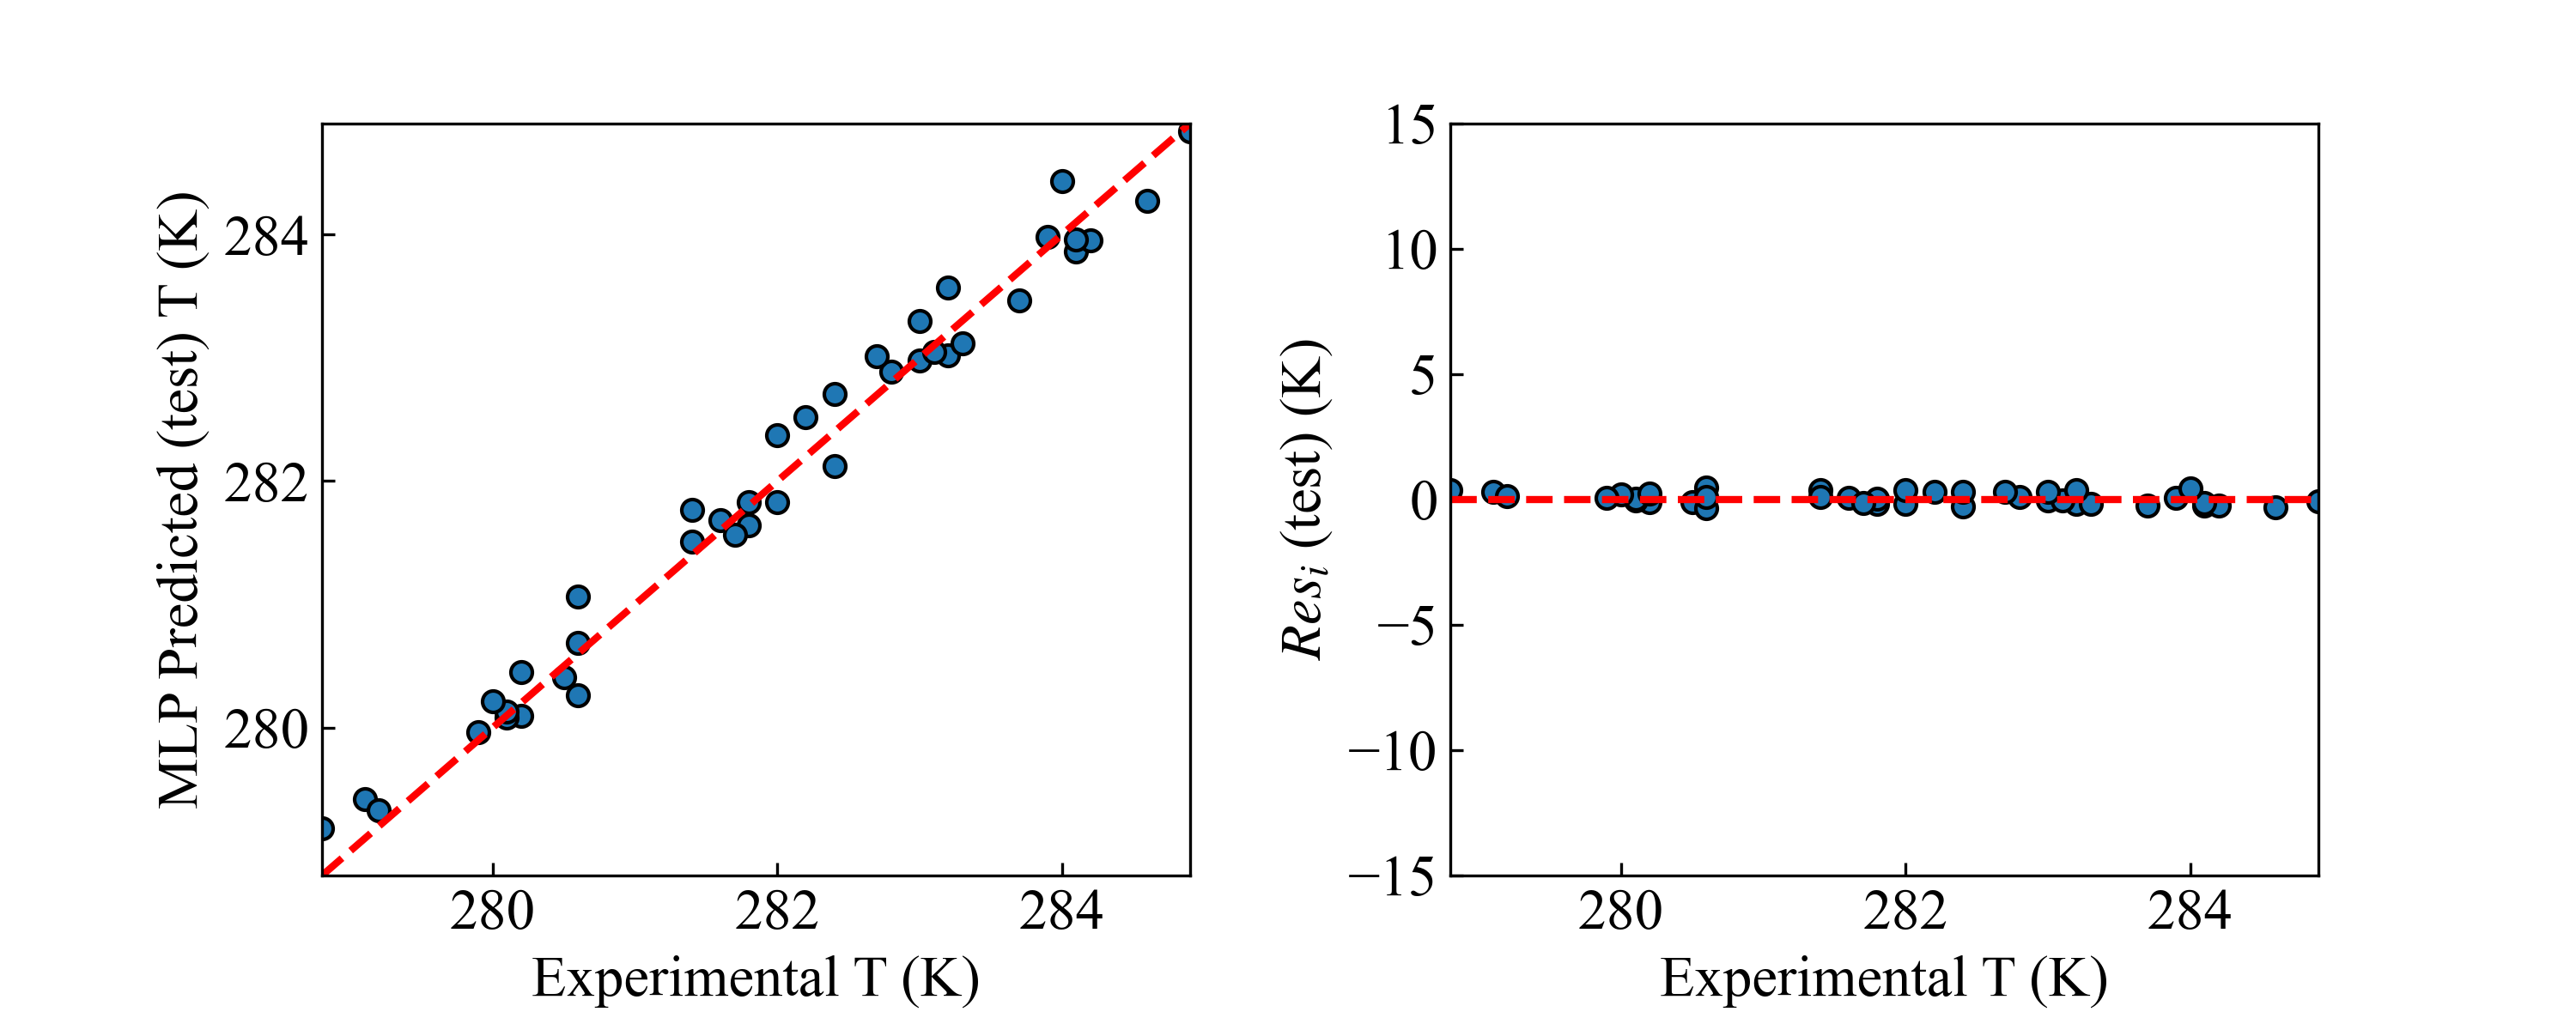 MLP Predicted (test) T (K)
284
282
280
280 282 284
Experimental T (K)
Res_i (test) (K)
15
10
5
0
−5
−10
−15
280 282 284
Experimental T (K)